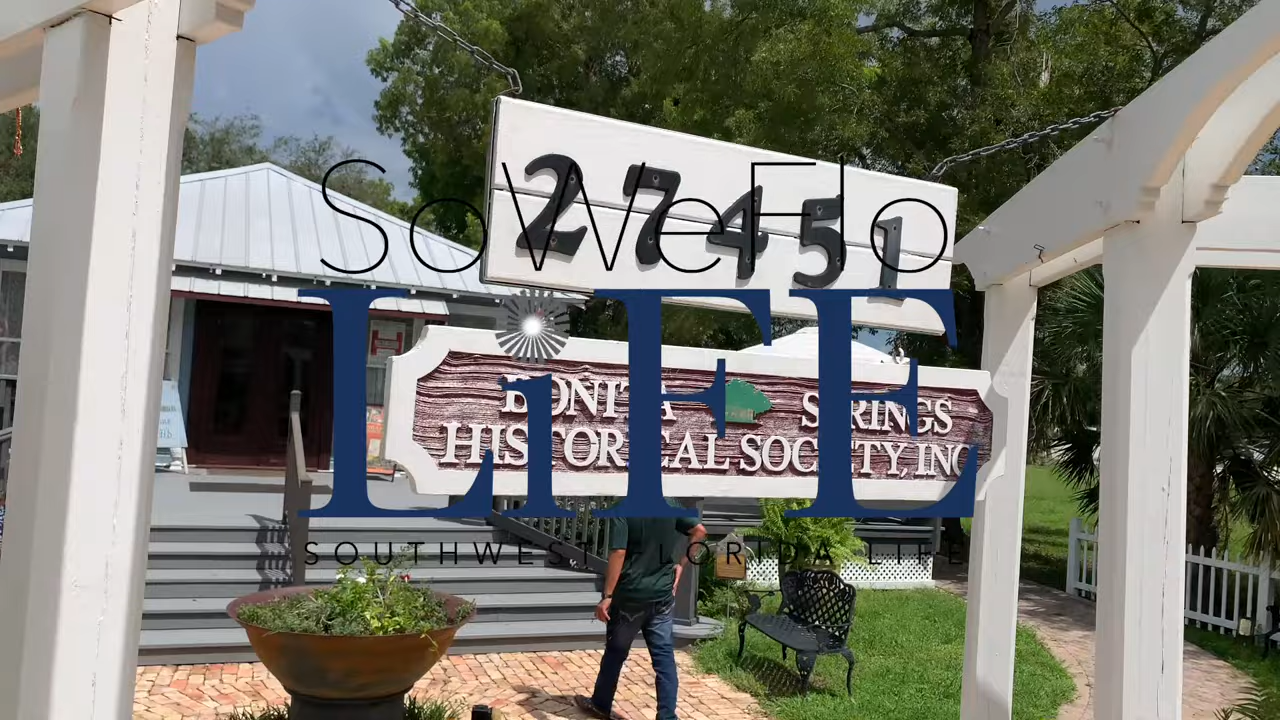 27451
SoWeFlo
LiFE
BONITA SPRINGS
HISTORICAL SOCIETY, INC
SOUTHWEST FLORIDA LIFE